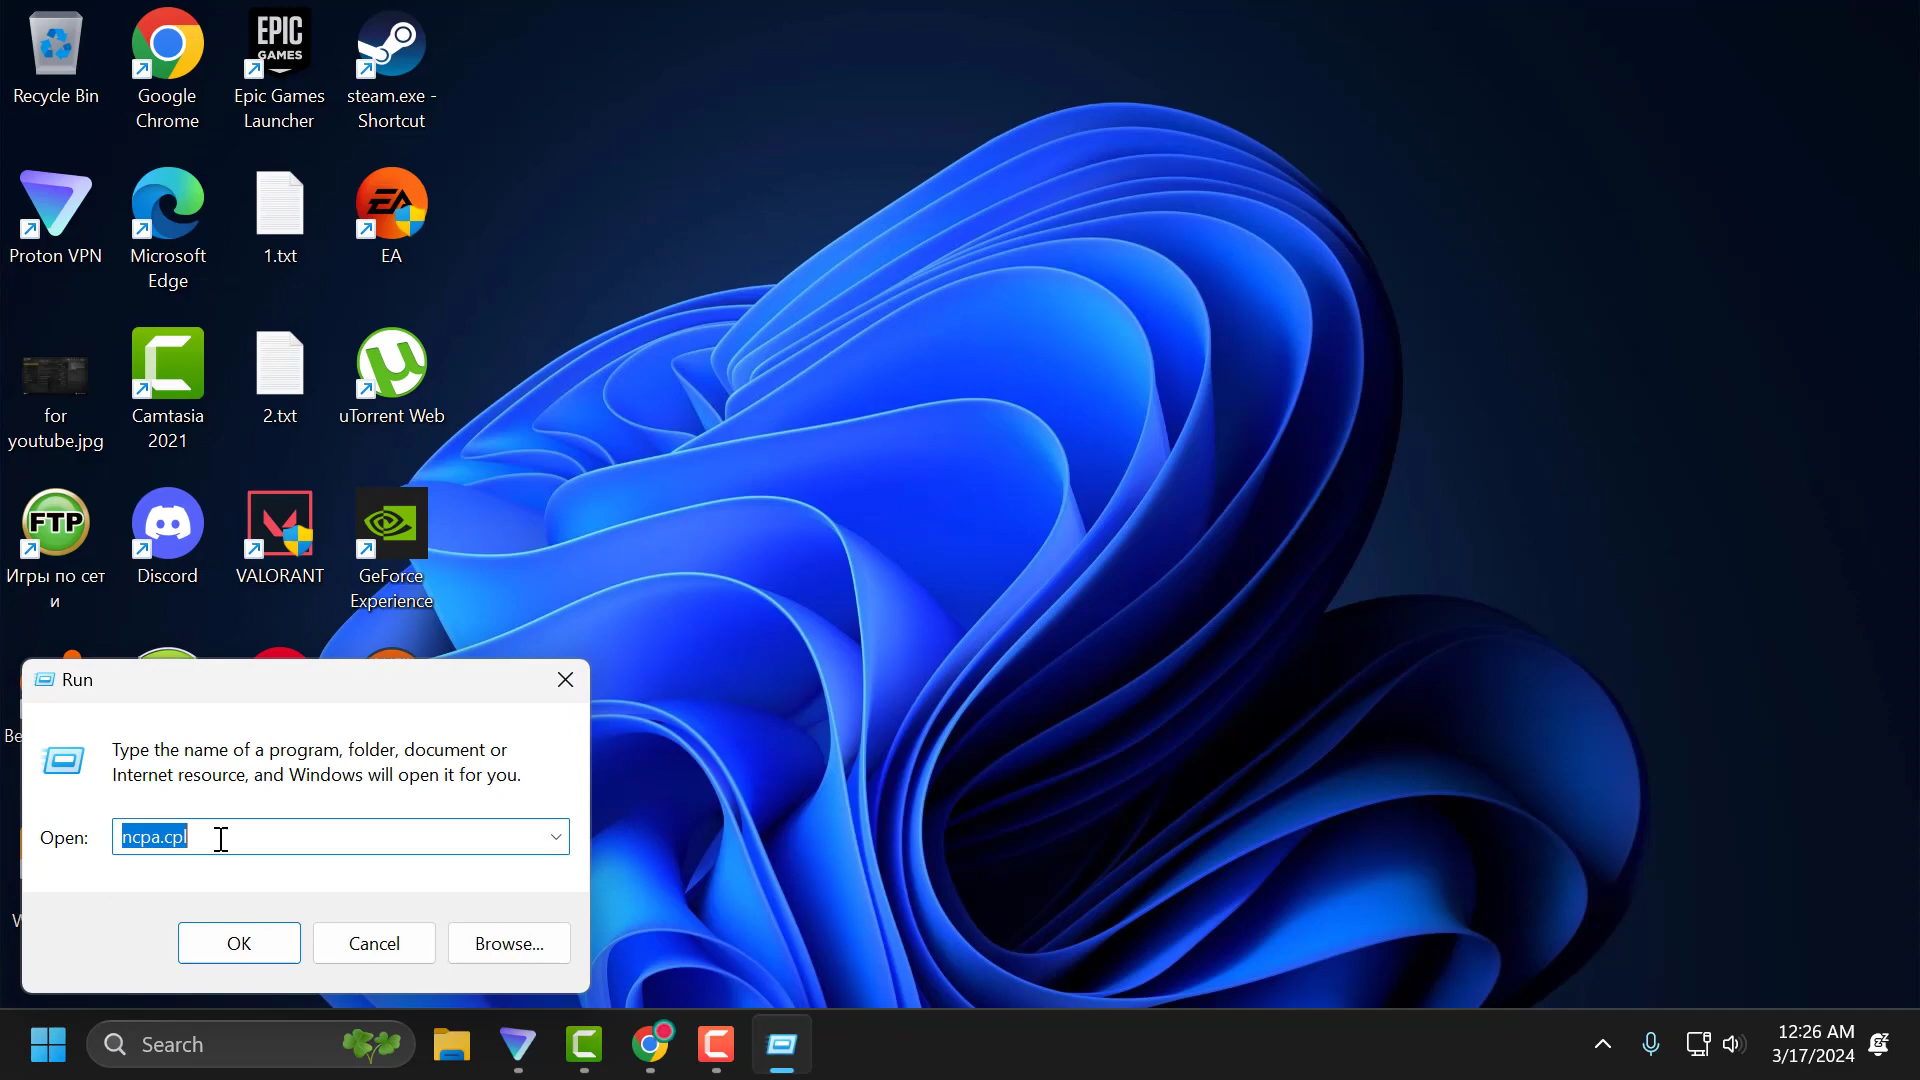 Recycle Bin
Google
Chrome
EPIC
GAMES
Epic Games
Launcher
steam.exe -
Shortcut
Proton VPN
Microsoft
Edge
1.txt
EA
EA
for
youtube.jpg
Camtasia
2021
2.txt
uTorrent Web
FTP
Игры по сет
и
Discord
VALORANT
GeForce
Experience
Be
W
Run
Type the name of a program, folder, document or
Internet resource, and Windows will open it for you.
Open:
ncpa.cpl
OK
Cancel
Browse...
Search
12:26 AM
3/17/2024